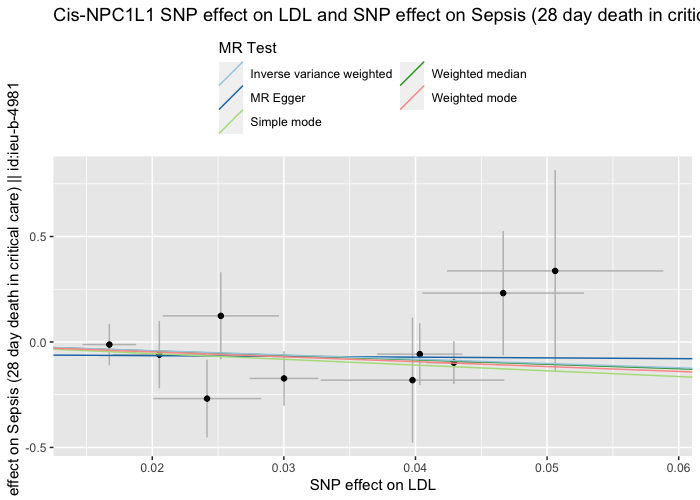 Cis-NPC1L1 SNP effect on LDL and SNP effect on Sepsis (28 day death in
MR Test
Inverse variance weighted
Weighted median
MR Egger
Weighted mode
Simple mode
effect on Sepsis (28 day death in critical care) || id:ieu-b-4981
0.5
0.0
-0.5
0.02
0.03
0.04
0.05
0.06
SNP effect on LDL